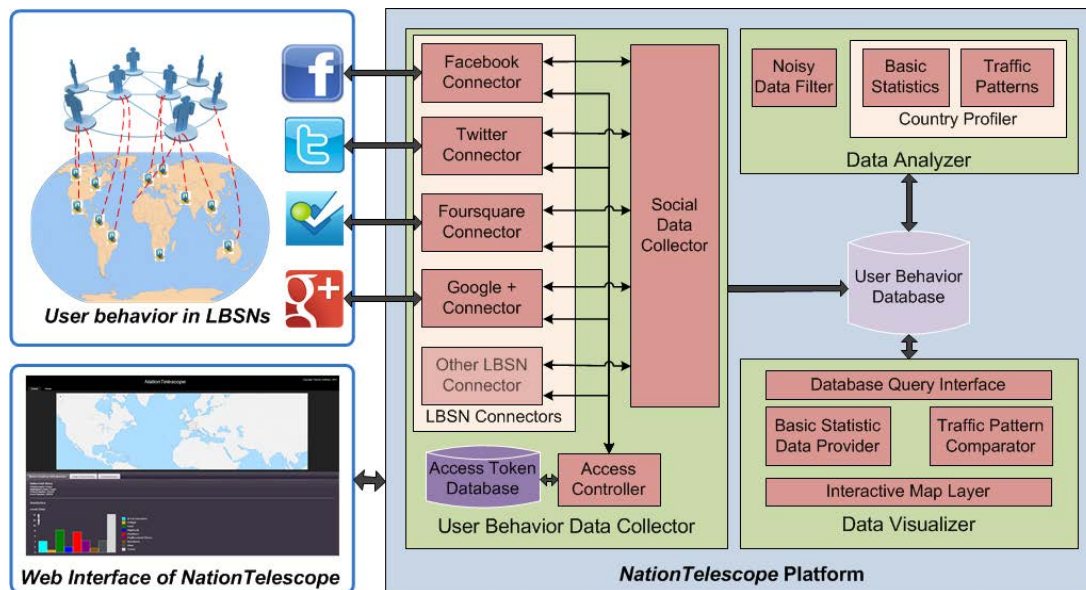 User behavior in LBSNs
f
t
g+
NationTelescope
Web Interface of NationTelescope
Facebook
Connector
Twitter
Connector
Foursquare
Connector
Google +
Connector
Other LBSN
Connector
LBSN Connectors
Social
Data
Collector
Access Token
Database
Access
Controller
User Behavior Data Collector
Noisy
Data Filter
Basic
Statistics
Traffic
Patterns
Country Profiler
Data Analyzer
User Behavior
Database
Database Query Interface
Basic Statistic
Data Provider
Traffic Pattern
Comparator
Interactive Map Layer
Data Visualizer
NationTelescope Platform